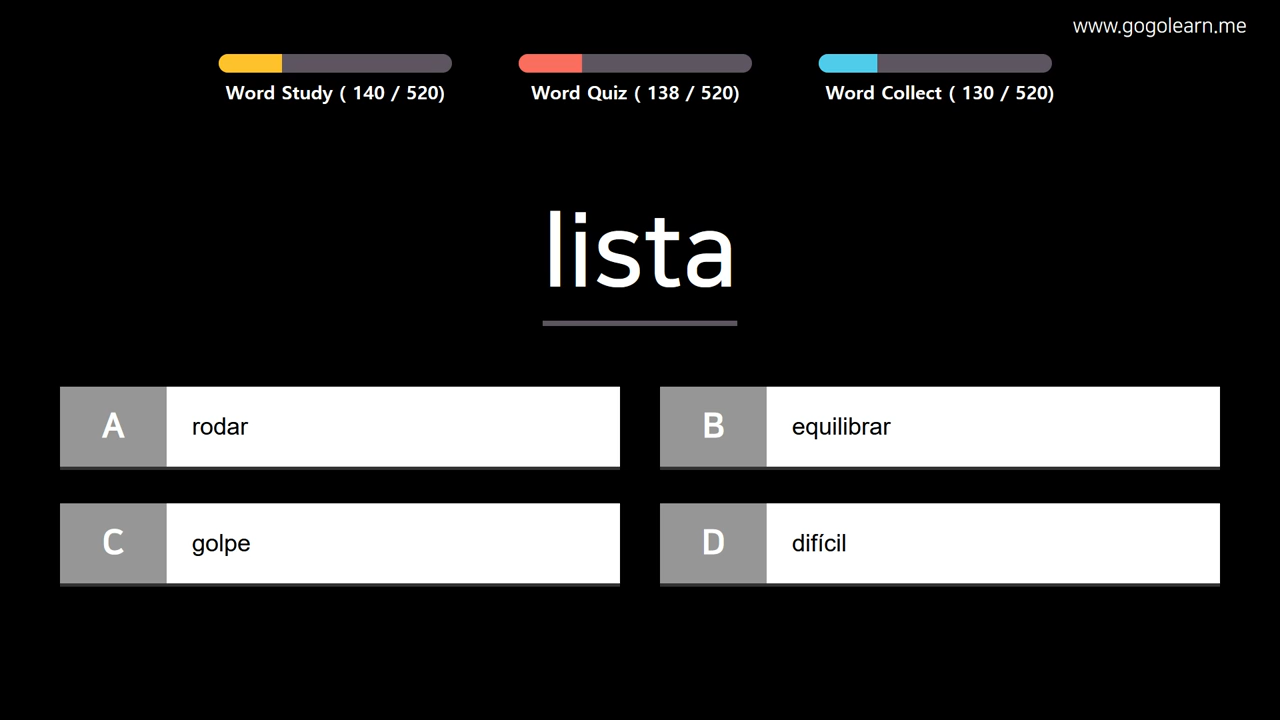 www.gogolearn.me
Word Study ( 140 / 520)
Word Quiz ( 138 / 520)
Word Collect ( 130 / 520)
lista
A rodar
B equilibrar
C golpe
D difícil